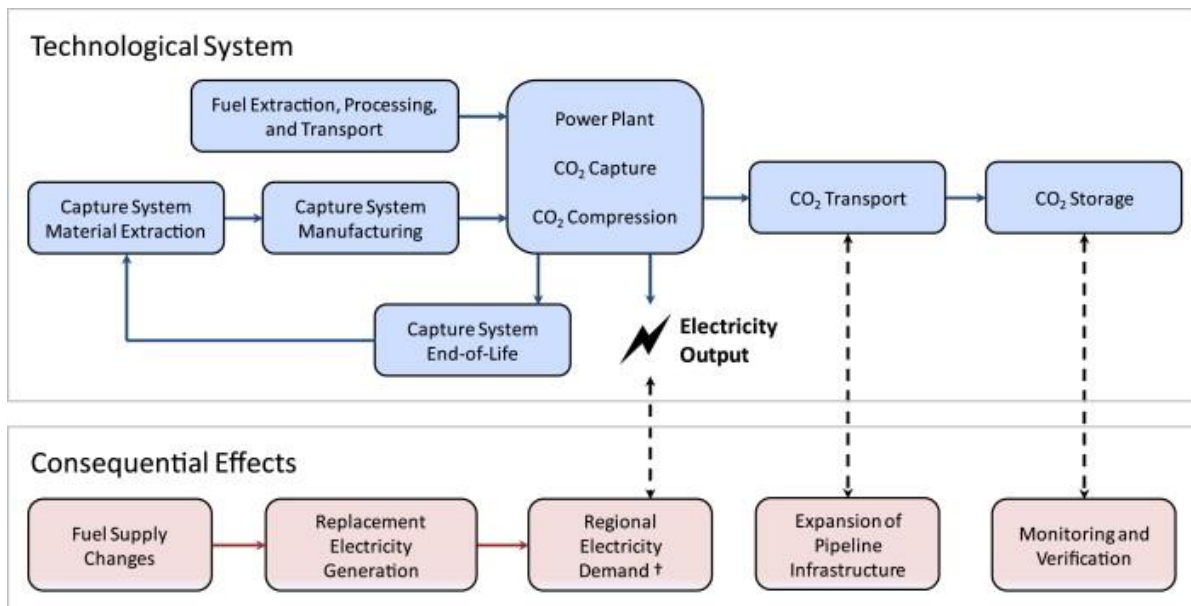 Technological System
Fuel Extraction, Processing,
and Transport
Power Plant
CO₂ Capture
CO₂ Compression
Capture System
Material Extraction
Capture System
Manufacturing
CO₂ Transport
CO₂ Storage
Capture System
End-of-Life
Electricity
Output
Consequential Effects
Fuel Supply
Changes
Replacement
Electricity
Generation
Regional
Electricity
Demand †
Expansion of
Pipeline
Infrastructure
Monitoring and
Verification